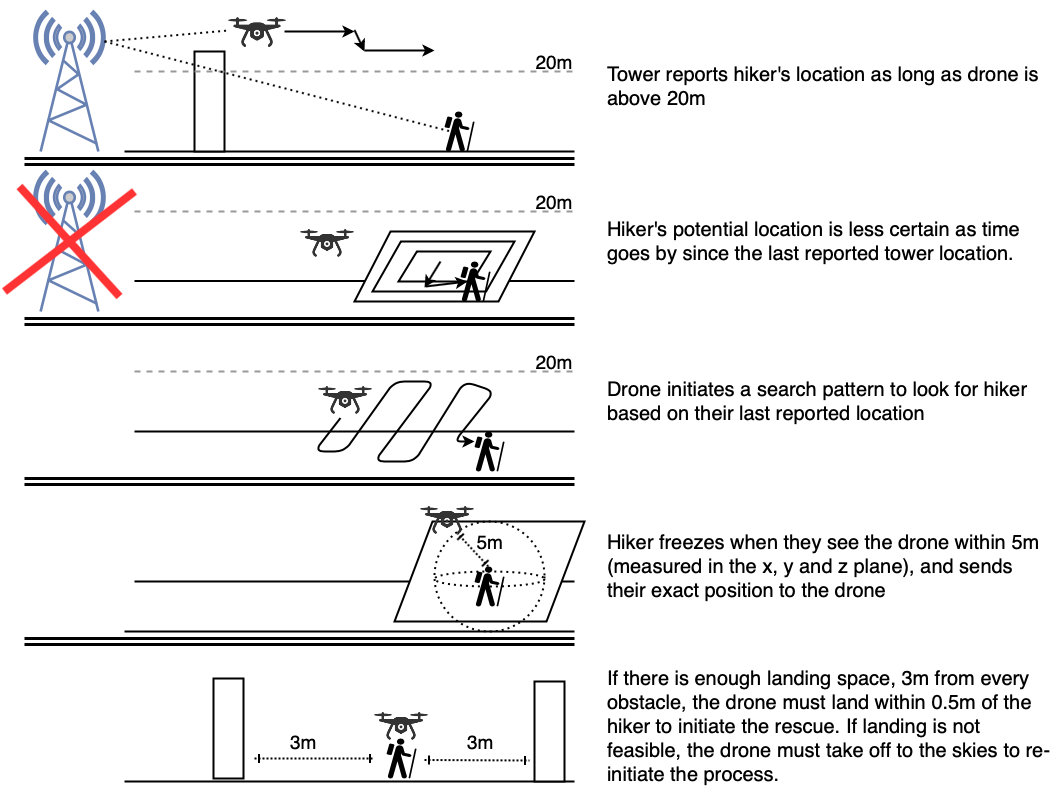 20m
Tower reports hiker's location as long as drone is
above 20m
20m
Hiker's potential location is less certain as time
goes by since the last reported tower location.
20m
Drone initiates a search pattern to look for hiker
based on their last reported location
5m
Hiker freezes when they see the drone within 5m
(measured in the x, y and z plane), and sends
their exact position to the drone
If there is enough landing space, 3m from every
obstacle, the drone must land within 0.5m of the
hiker to initiate the rescue. If landing is not
feasible, the drone must take off to the skies to re-
initiate the process.
3m
3m